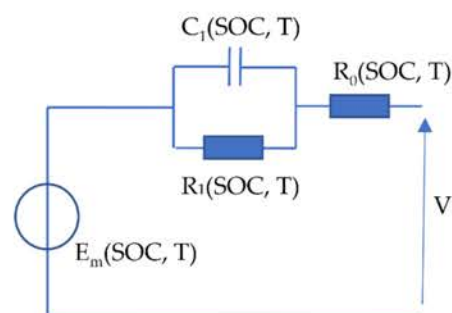 C₁(SOC, T)
R₀(SOC, T)
R₁(SOC, T)
V
Eₘ(SOC, T)